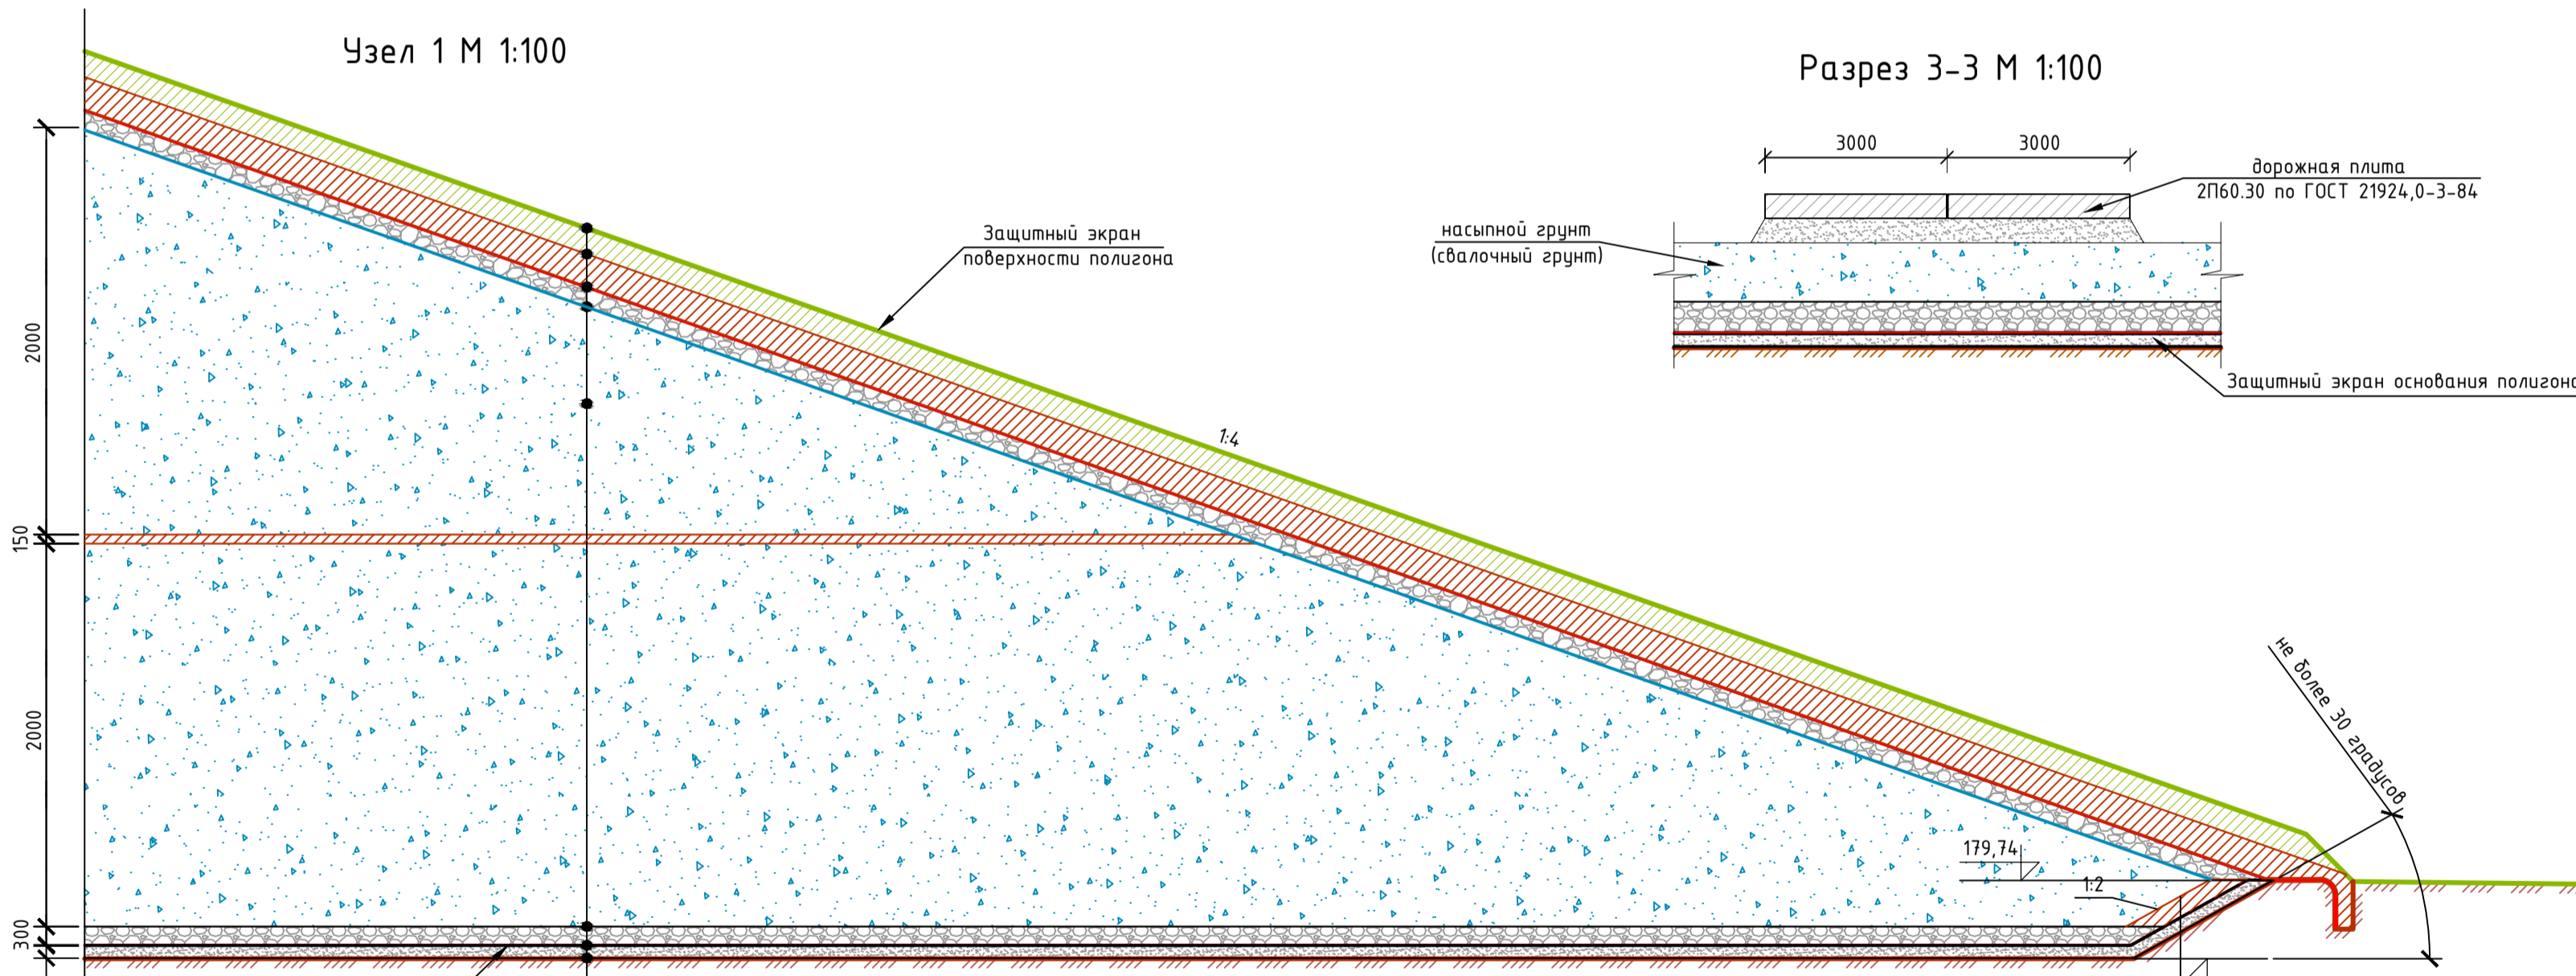 Узел 1 М 1:100
Разрез 3-3 М 1:100
3000
3000
дорожная плита
2П60.30 по ГОСТ 21924,0-3-84
насыпной грунт
(свалочный грунт)
Защитный экран
поверхности полигона
Защитный экран основания полигона
2000
1:4
150
2000
не более 30 градусов
179,74
1:2
300